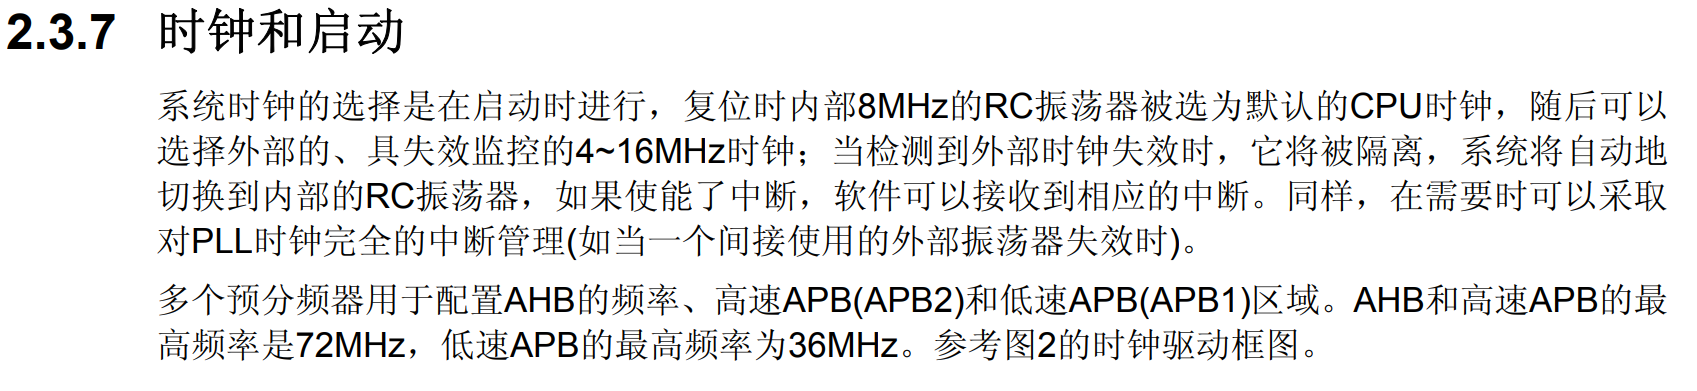 2.3.7 时钟和启动
系统时钟的选择是在启动时进行，复位时内部8MHz的RC振荡器被选为默认的CPU时钟，随后可以
选择外部的、具失效监控的4~16MHz时钟；当检测到外部时钟失效时，它将被隔离，系统将自动地
切换到内部的RC振荡器，如果使能了中断，软件可以接收到相应的中断。同样，在需要时可以采取
对PLL时钟完全的中断管理(如当一个间接使用的外部振荡器失效时)。
多个预分频器用于配置AHB的频率、高速APB(APB2)和低速APB(APB1)区域。AHB和高速APB的最
高频率是72MHz，低速APB的最高频率为36MHz。参考图2的时钟驱动框图。